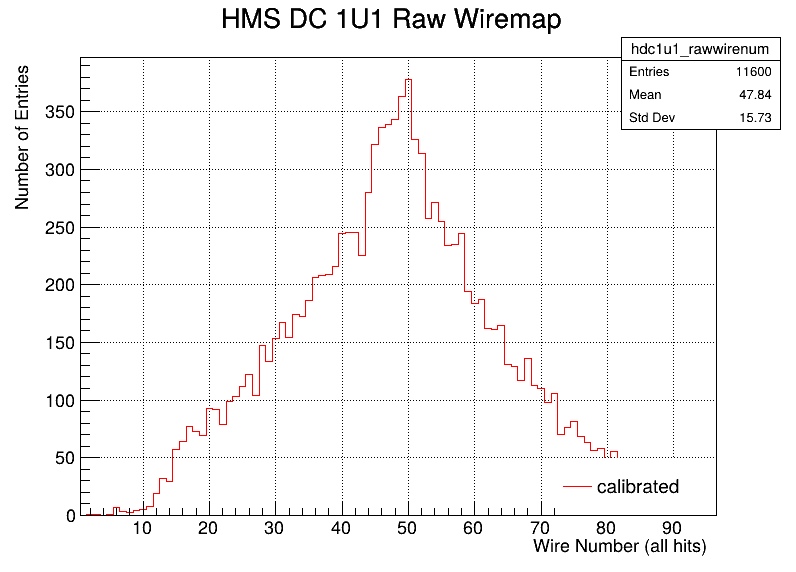 HMS DC 1U1 Raw Wiremap
hdc1u1_rawwirenum
Entries 11600
Mean 47.84
Std Dev 15.73
Number of Entries
350
300
250
200
150
100
50
0
calibrated
10 20 30 40 50 60 70 80 90
Wire Number (all hits)